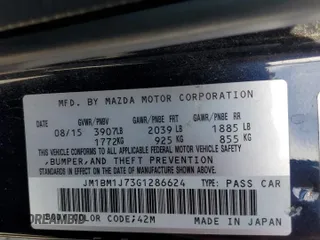 MFD. BY MAZDA MOTOR CORPORATION
GVWR/PNBV GAWR/PNBE FRT GAWR/PNBE RR
08/15 3907LB 2039LB 1885LB
1772KG 925KG 855KG
THIS VEHICLE CONFORMS TO ALL APPLICABLE
FEDERAL MOTOR VEHICLE SAFETY
BUMPER, AND THEFT PREVENTION
STANDARDS IN EFFECT ON THE DATE OF MANUFACTURE SHOWN ABOVE.
JM1BM1J73G1286624 TYPE: PASS CAR
COLOR CODE;42M MADE IN JAPAN